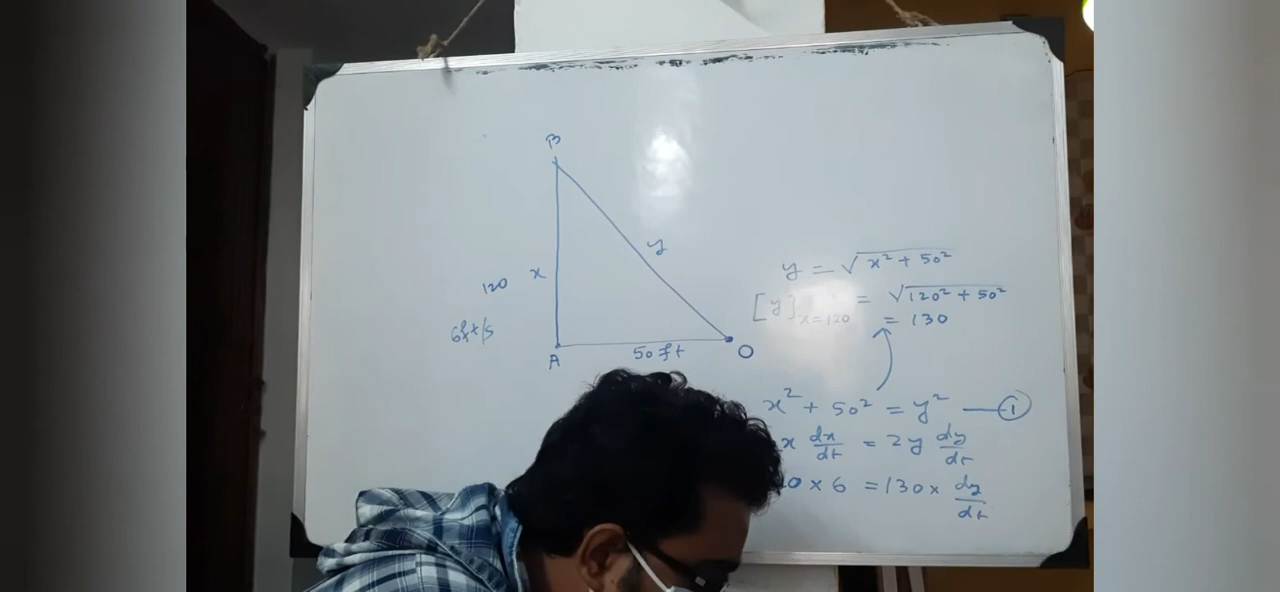 B
y
x
120
6ft/s
50 ft
A
O
y = √x² + 50²
[y]x=120 = √120² + 50²
= 130
x² + 50² = y² — ①
x dx/dt = 2y dy/dt
0 × 6 = 130 × dy/dt